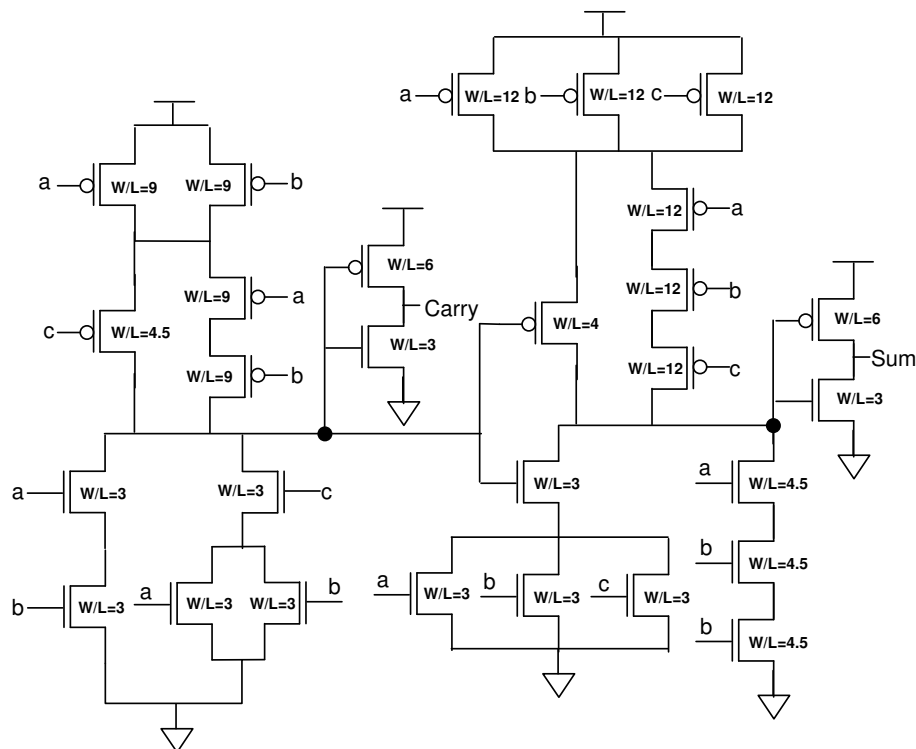 a W/L=12 b W/L=12 c W/L=12
a W/L=9 W/L=9 b
W/L=12 a
W/L=6
W/L=9 a
Carry
W/L=12 b
c W/L=4.5
W/L=4
W/L=6
W/L=3
Sum
W/L=9 b
W/L=12 c
W/L=3
a W/L=3 W/L=3 c
W/L=3
a W/L=4.5
b W/L=4.5
b W/L=3 a W/L=3 W/L=3 b
a W/L=3 b W/L=3 c W/L=3
b W/L=4.5